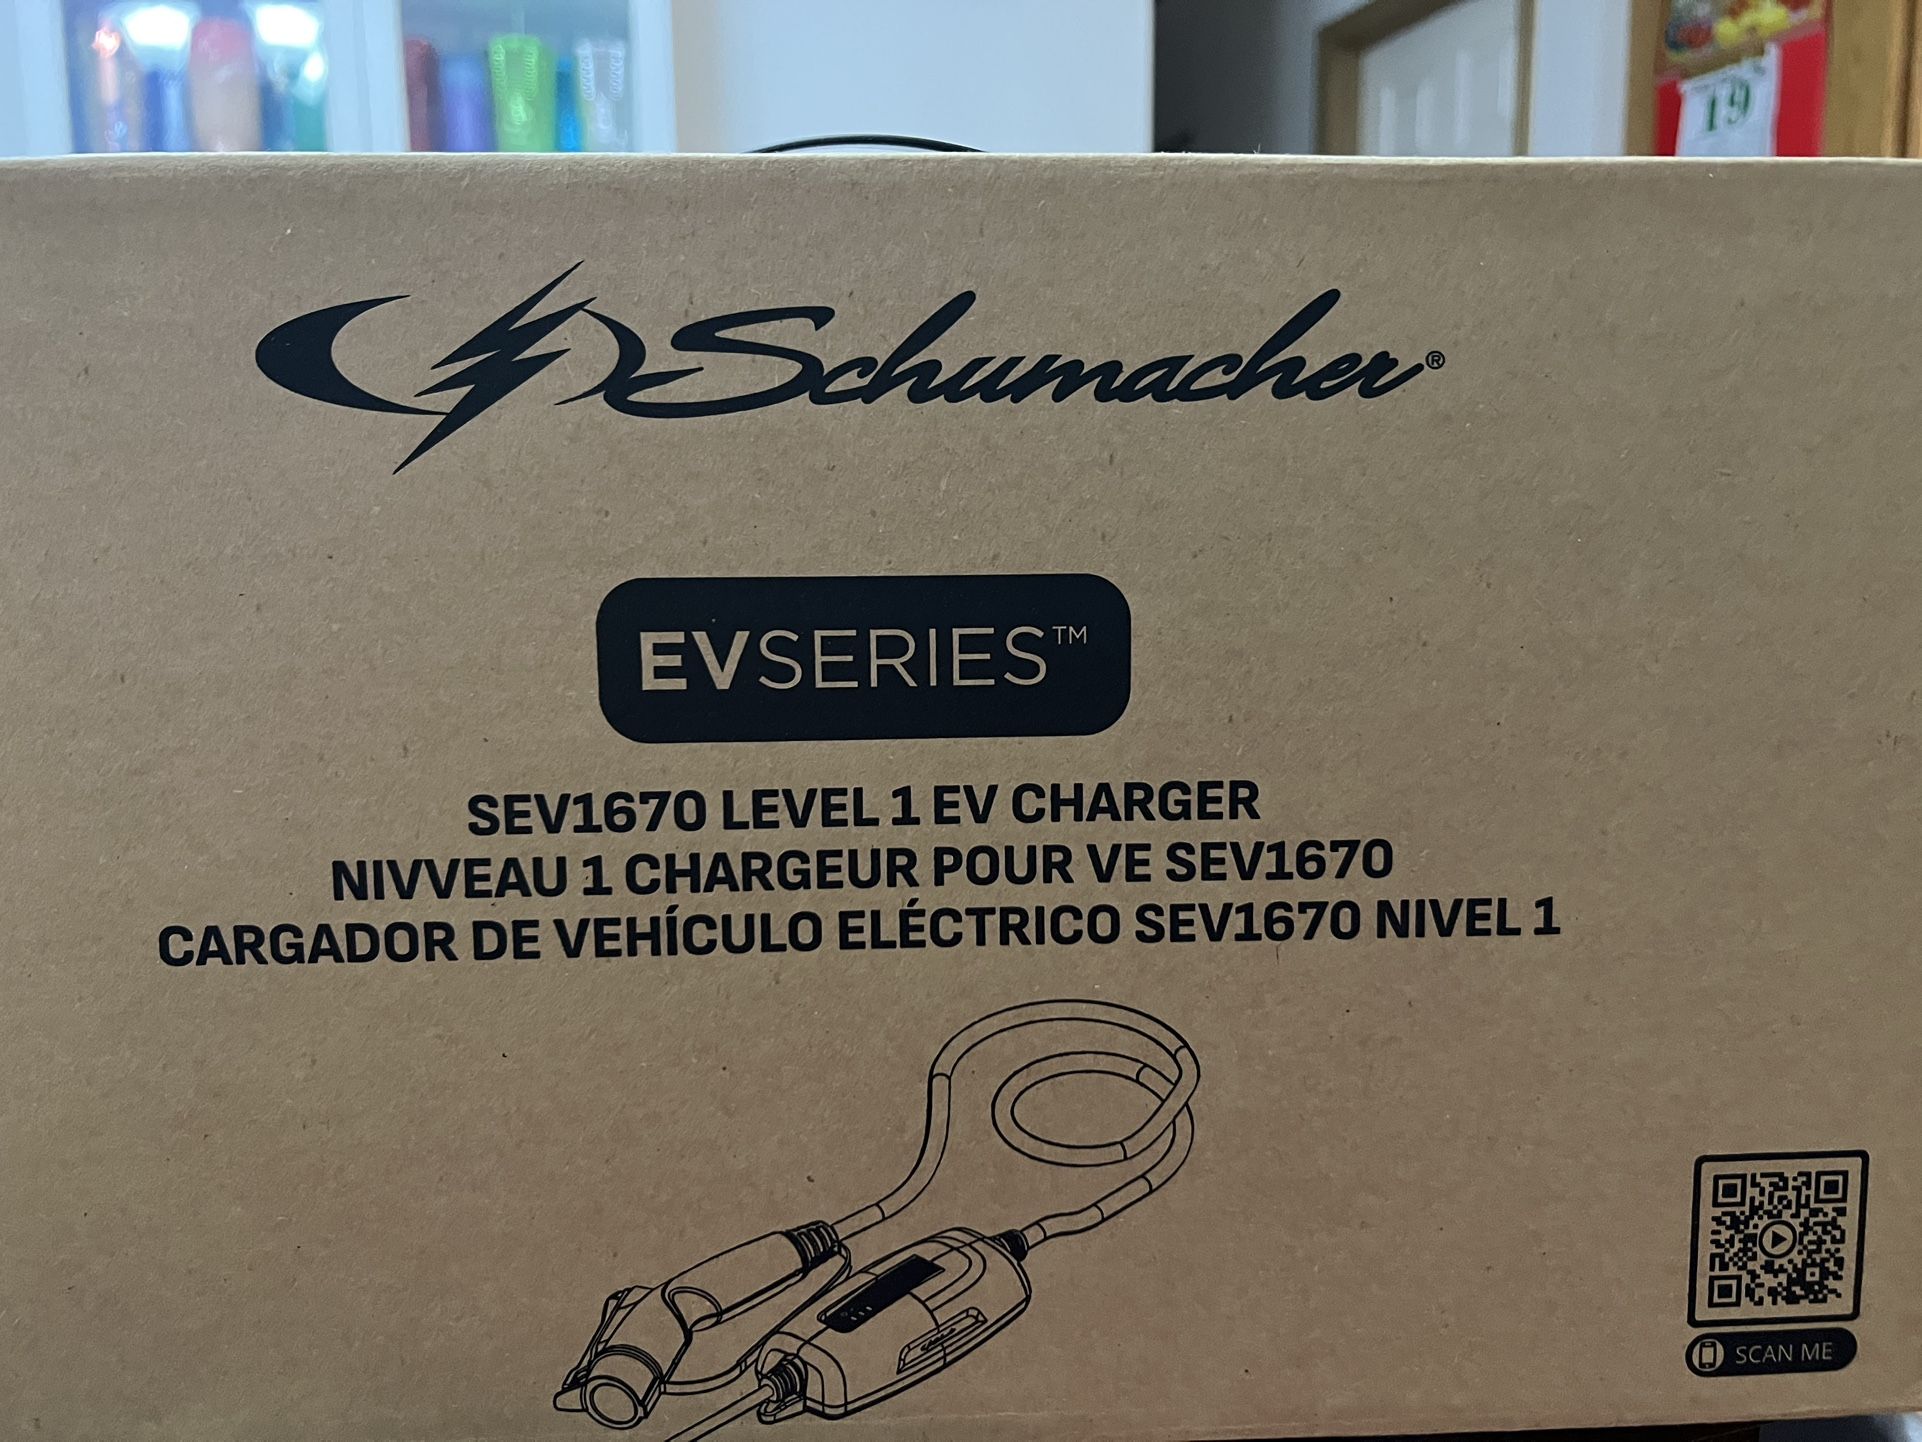 19
Schumacher®
EVSERIES™
SEV1670 LEVEL 1 EV CHARGER
NIVVEAU 1 CHARGEUR POUR VE SEV1670
CARGADOR DE VEHÍCULO ELÉCTRICO SEV1670 NIVEL 1
SCAN ME